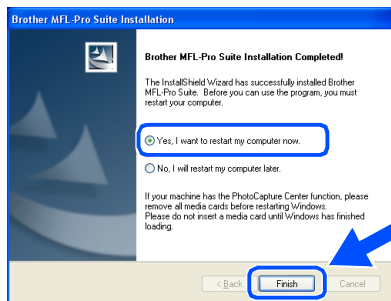 Brother MFL-Pro Suite Installation
Brother MFL-Pro Suite Installation Completed!
The InstallShield Wizard has successfully installed Brother
MFL-Pro Suite. Before you can use the program, you must
restart your computer.
Yes, I want to restart my computer now.
No, I will restart my computer later.
If your machine has the PhotoCapture Center function, please
remove all media cards before restarting Windows.
Please do not insert a media card until Windows has finished
loading.
< Back Finish Cancel